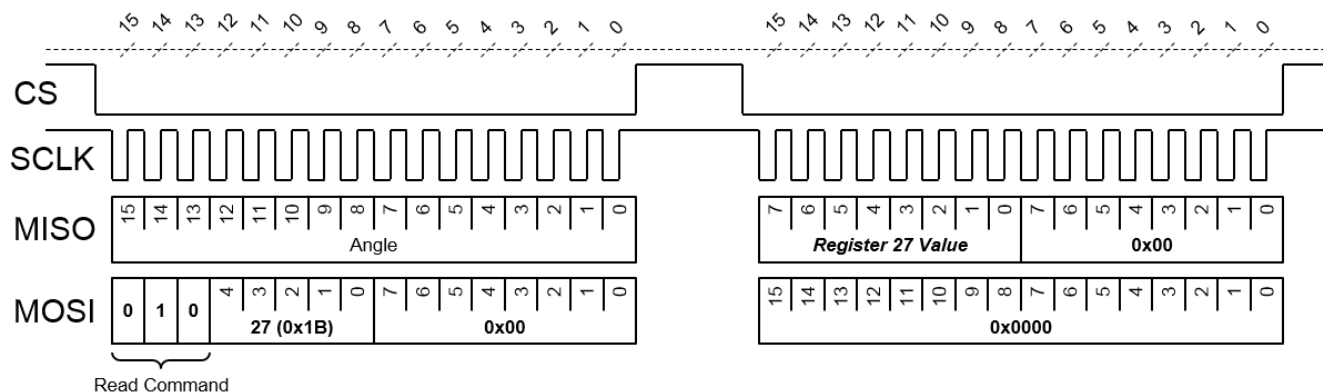 15 14 13 12 11 10 9 8 7 6 5 4 3 2 1 0 15 14 13 12 11 10 9 8 7 6 5 4 3 2 1 0
CS
SCLK
MISO
15 14 13 12 11 10 9 8 7 6 5 4 3 2 1 0 7 6 5 4 3 2 1 0 7 6 5 4 3 2 1 0
Angle Register 27 Value 0x00
MOSI
0 1 0 4 3 2 1 0 7 6 5 4 3 2 1 0 15 14 13 12 11 10 9 8 7 6 5 4 3 2 1 0
27 (0x1B) 0x00 0x0000
Read Command